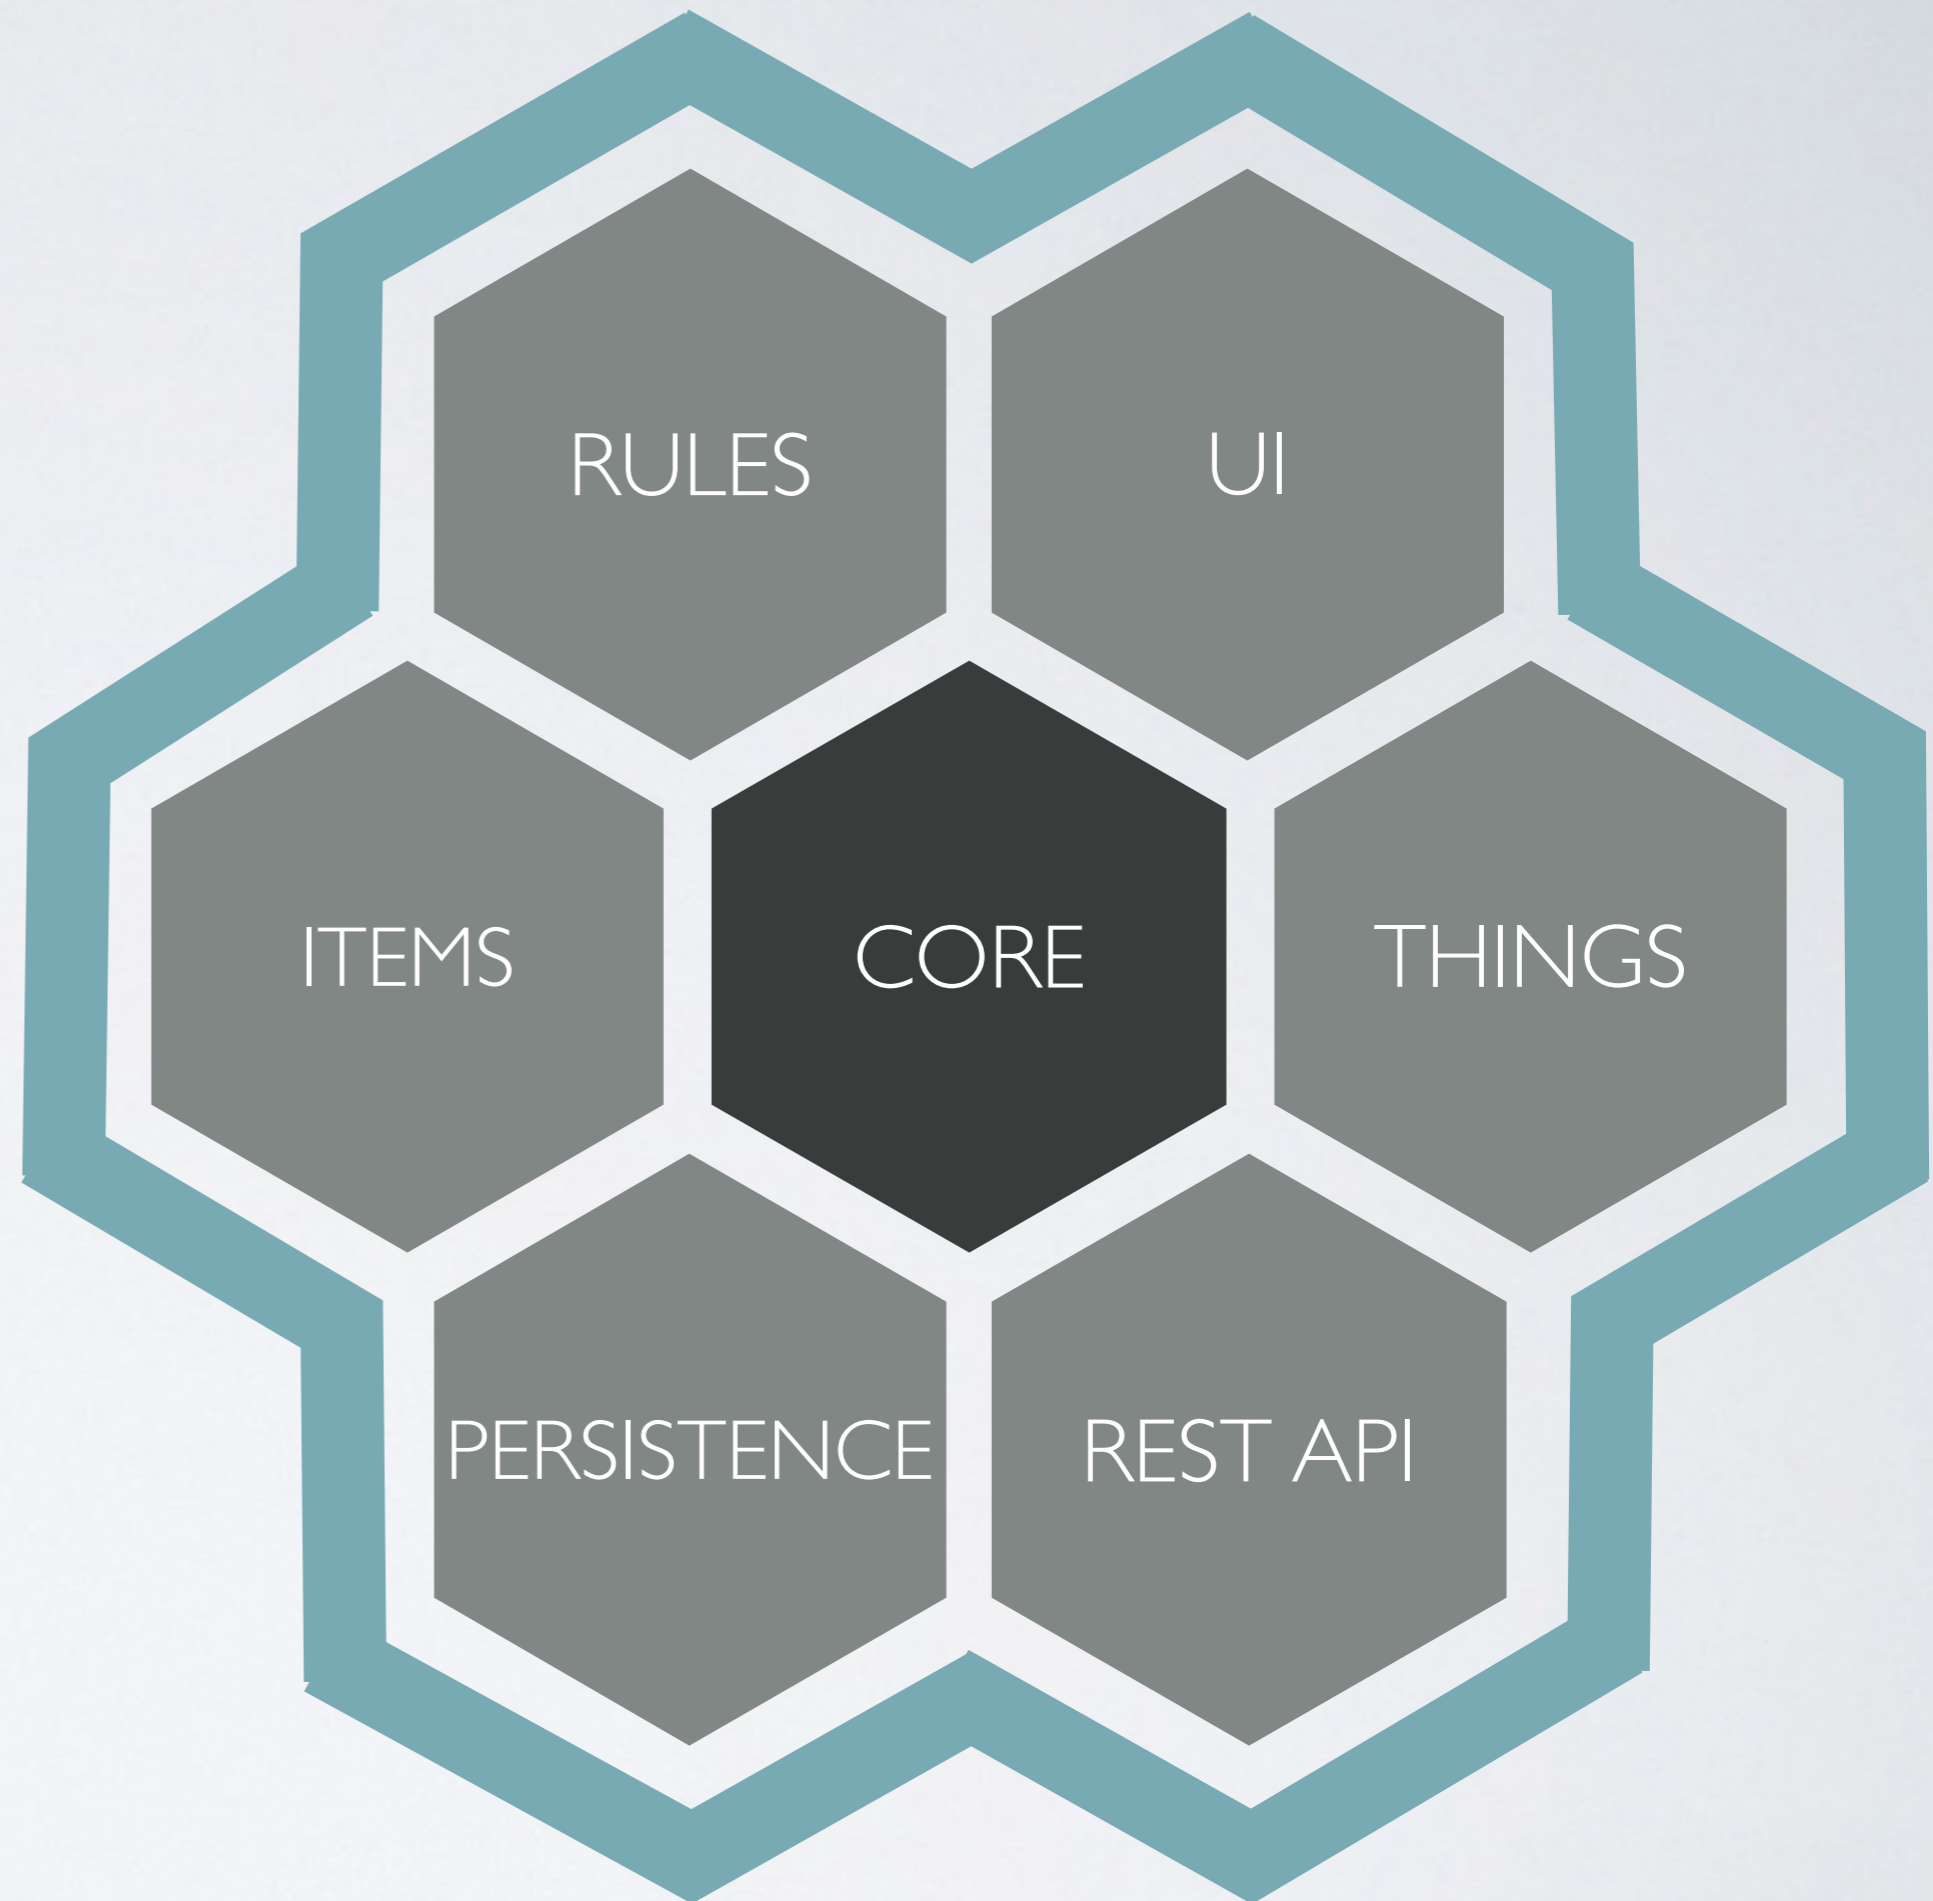 RULES
UI
ITEMS
CORE
THINGS
PERSISTENCE
REST API